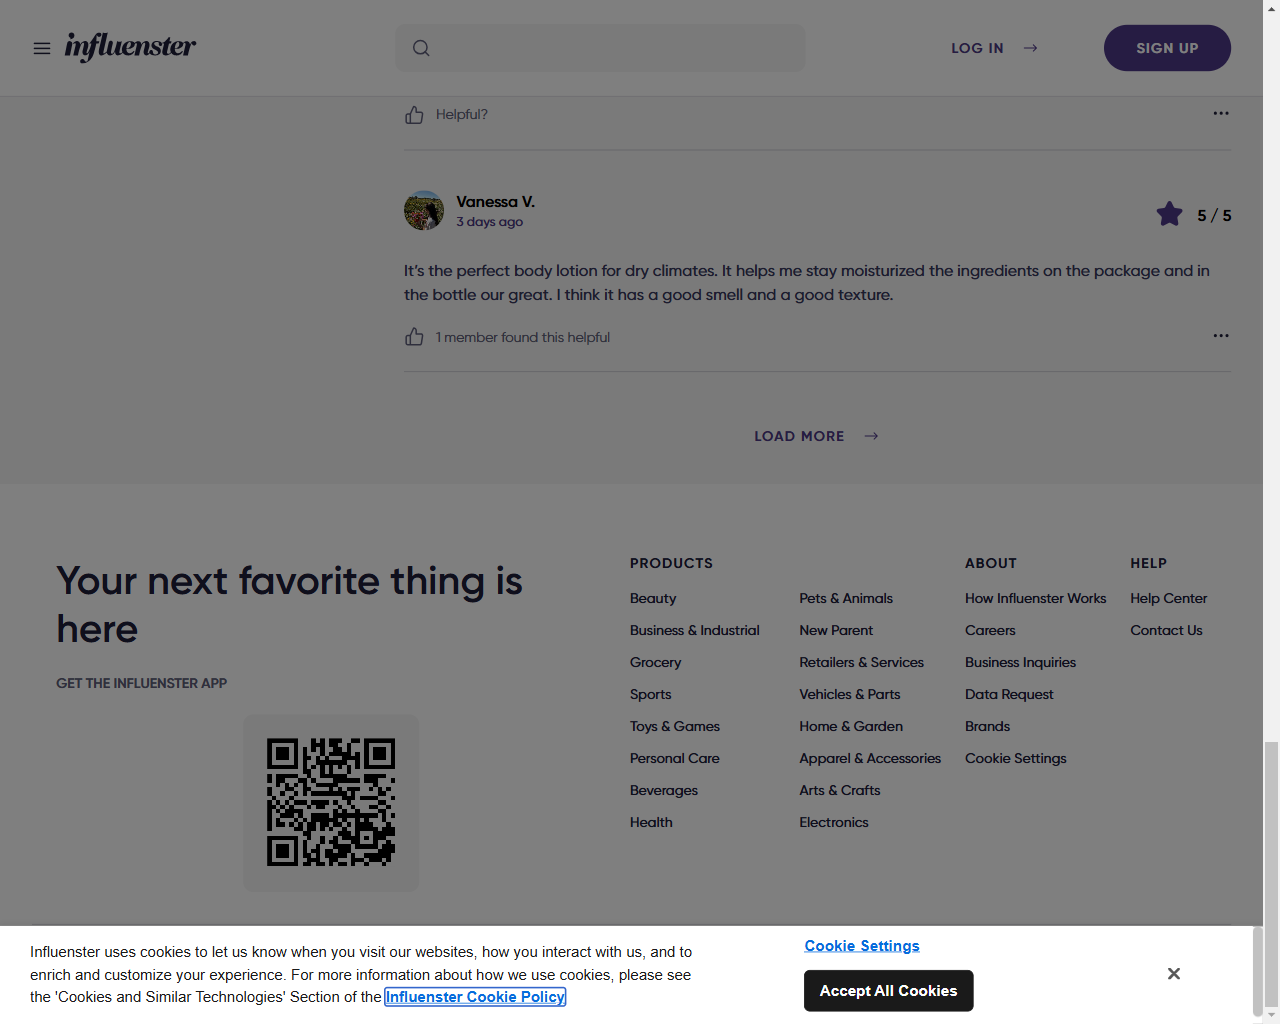 influenster
LOG IN
SIGN UP
Helpful?
Vanessa V.
3 days ago
5 / 5
It's the perfect body lotion for dry climates. It helps me stay moisturized the ingredients on the package and in
the bottle our great. I think it has a good smell and a good texture.
1 member found this helpful
LOAD MORE
Your next favorite thing is
here
GET THE INFLUENSTER APP
PRODUCTS
Beauty
Business & Industrial
Grocery
Sports
Toys & Games
Personal Care
Beverages
Health
Pets & Animals
New Parent
Retailers & Services
Vehicles & Parts
Home & Garden
Apparel & Accessories
Arts & Crafts
Electronics
ABOUT
How Influenster Works
Careers
Business Inquiries
Data Request
Brands
Cookie Settings
HELP
Help Center
Contact Us
Influenster uses cookies to let us know when you visit our websites, how you interact with us, and to
enrich and customize your experience. For more information about how we use cookies, please see
the 'Cookies and Similar Technologies' Section of the Influenster Cookie Policy
Cookie Settings
Accept All Cookies